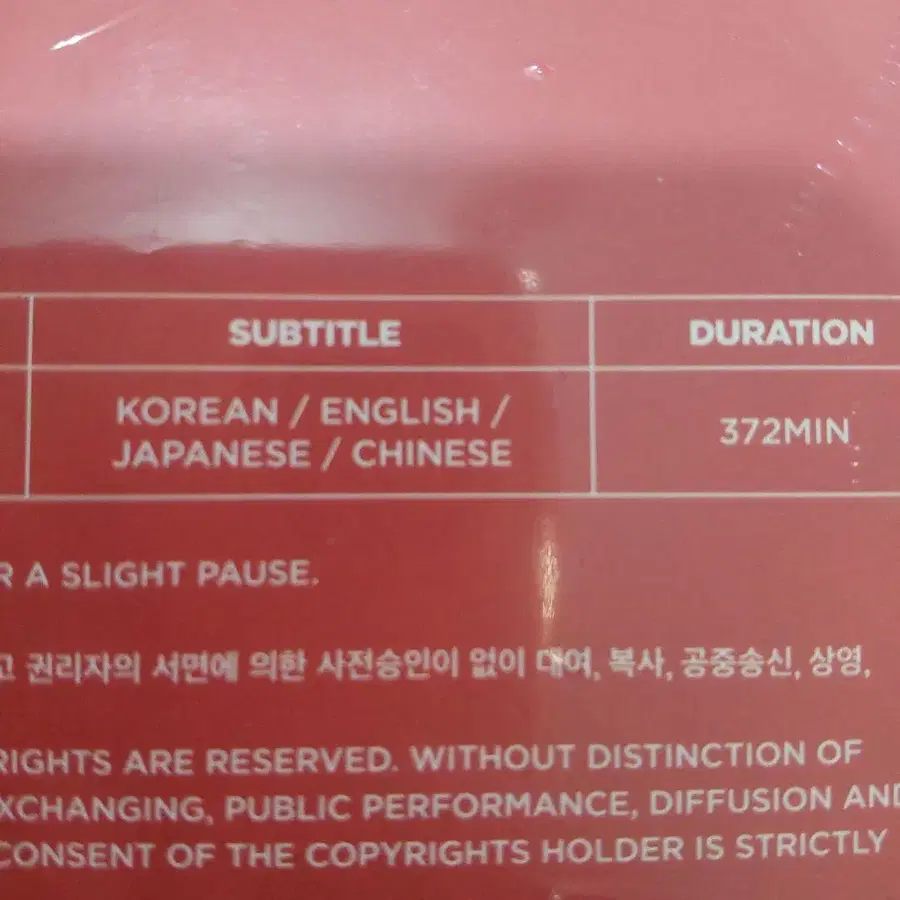 SUBTITLE
DURATION
KOREAN / ENGLISH /
JAPANESE / CHINESE
372MIN
R A SLIGHT PAUSE.
고 권리자의 서면에 의한 사전승인이 없이 대여, 복사, 공중송신, 상영,
RIGHTS ARE RESERVED. WITHOUT DISTINCTION OF
XCHANGING, PUBLIC PERFORMANCE, DIFFUSION AND
CONSENT OF THE COPYRIGHTS HOLDER IS STRICTLY